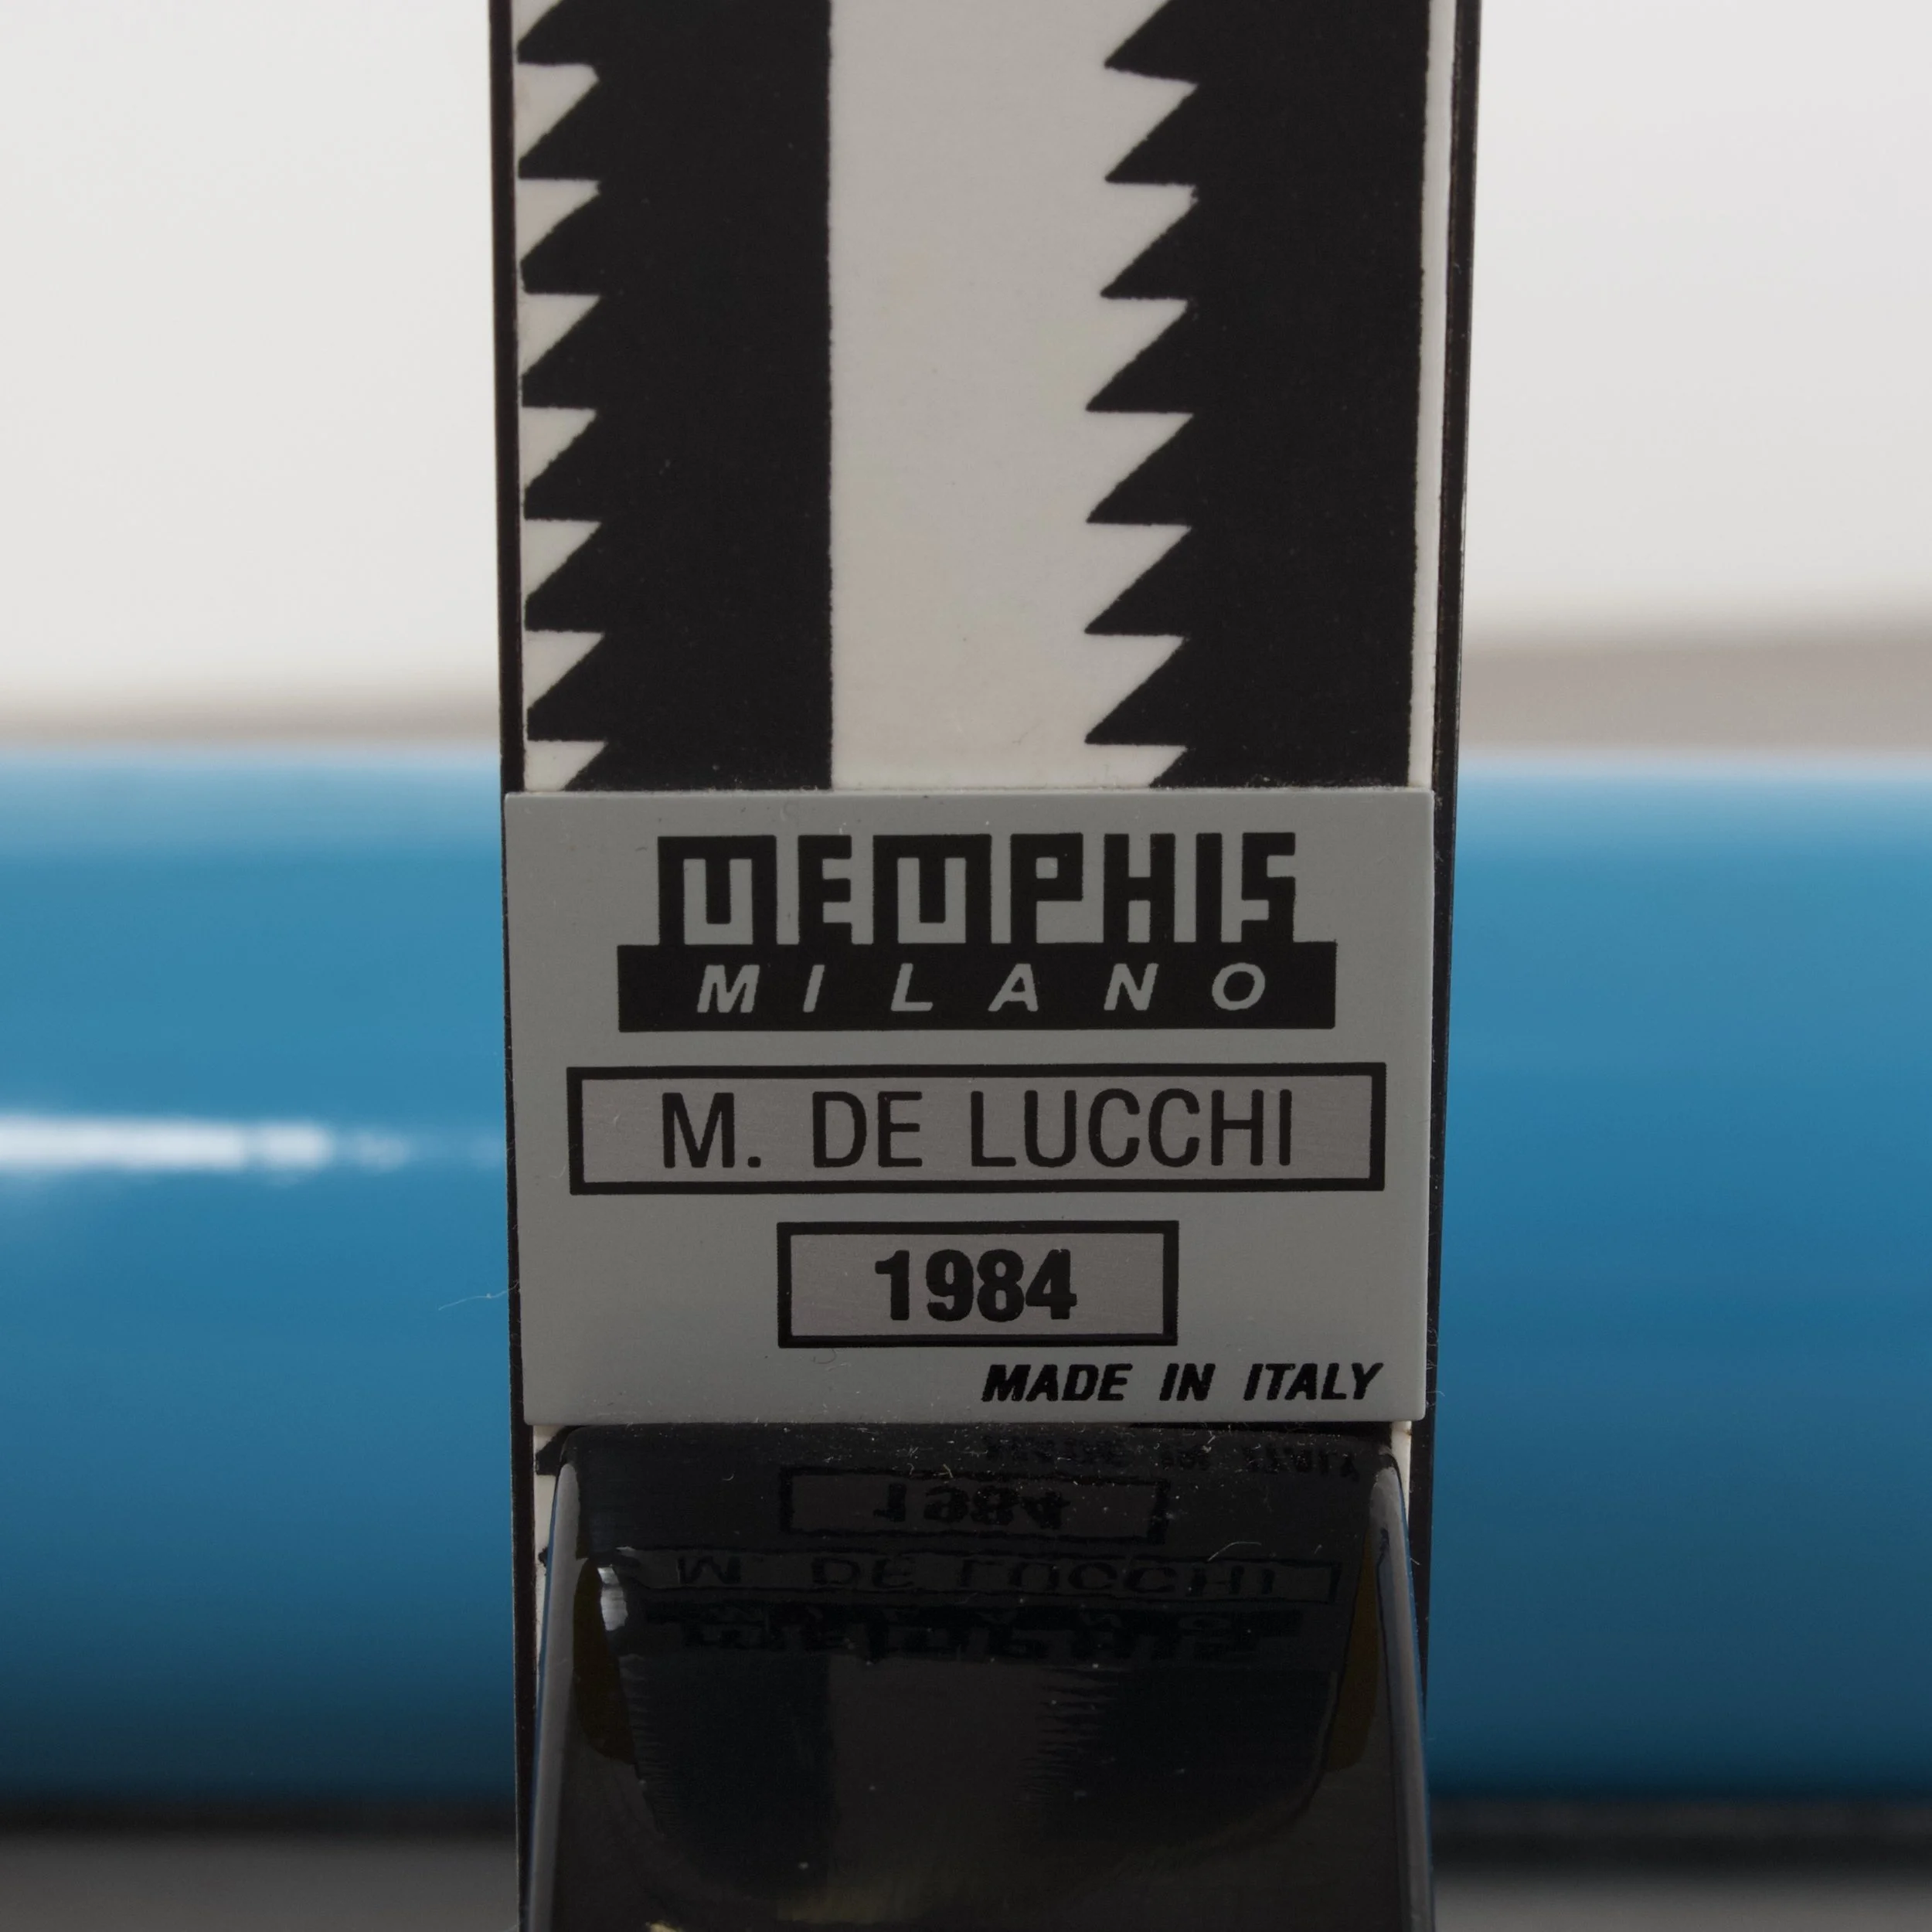 MEMPHIS
MILANO
M. DE LUCCHI
1984
MADE IN ITALY